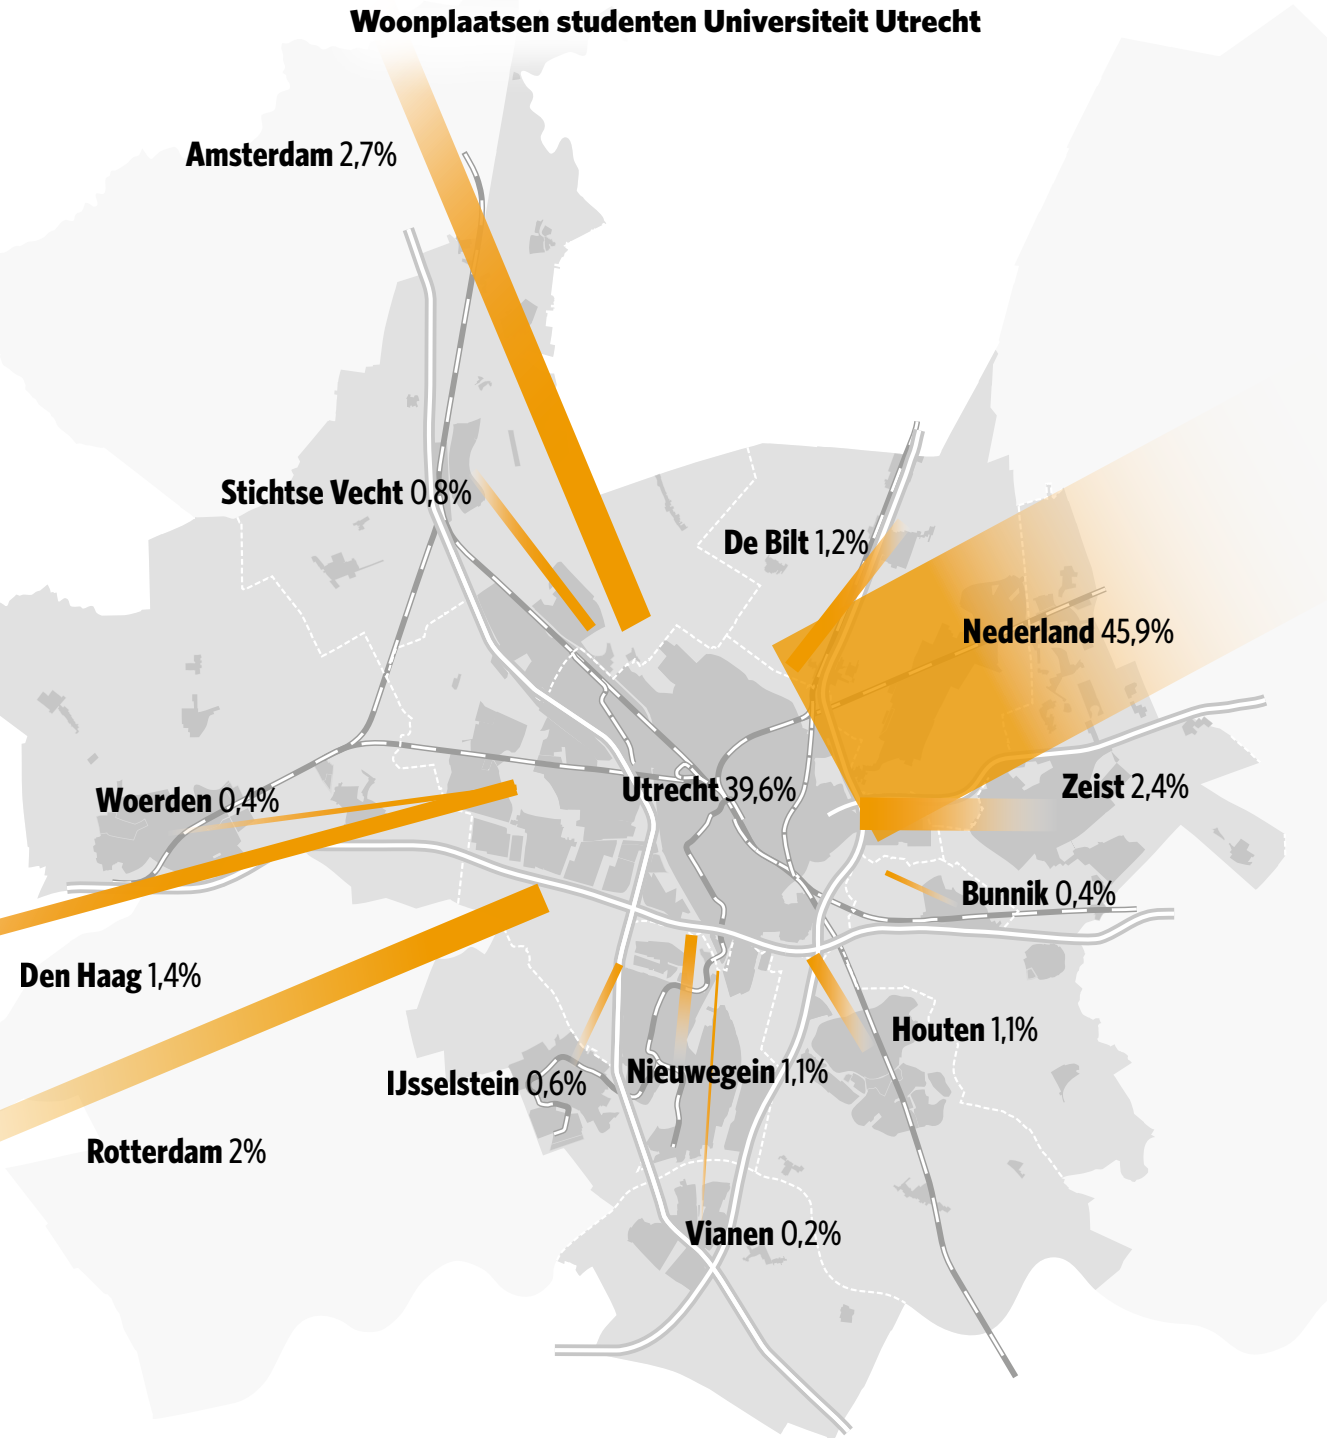 Woonplaatsen studenten Universiteit Utrecht
Amsterdam 2,7%
Stichtse Vecht 0,8%
De Bilt 1,2%
Nederland 45,9%
Utrecht 39,6%
Zeist 2,4%
Woerden 0,4%
Bunnik 0,4%
Den Haag 1,4%
Houten 1,1%
Nieuwegein 1,1%
IJsselstein 0,6%
Rotterdam 2%
Vianen 0,2%